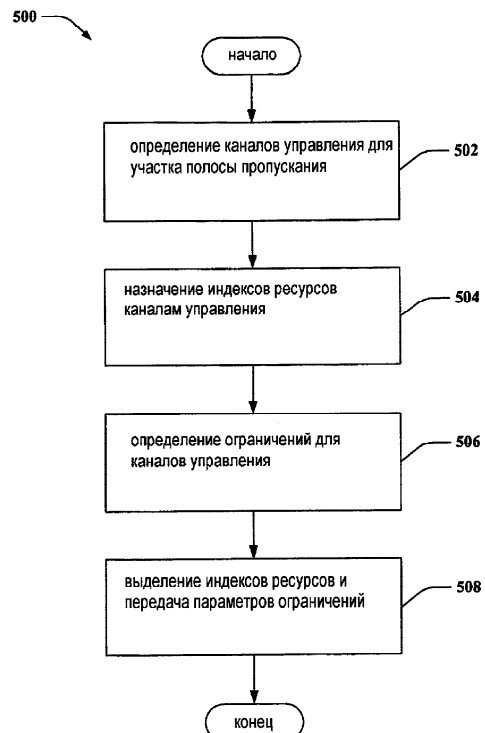 500
начало
определение каналов управления для
участка полосы пропускания
502
назначение индексов ресурсов
каналам управления
504
определение ограничений для
каналов управления
506
выделение индексов ресурсов и
передача параметров ограничений
508
конец